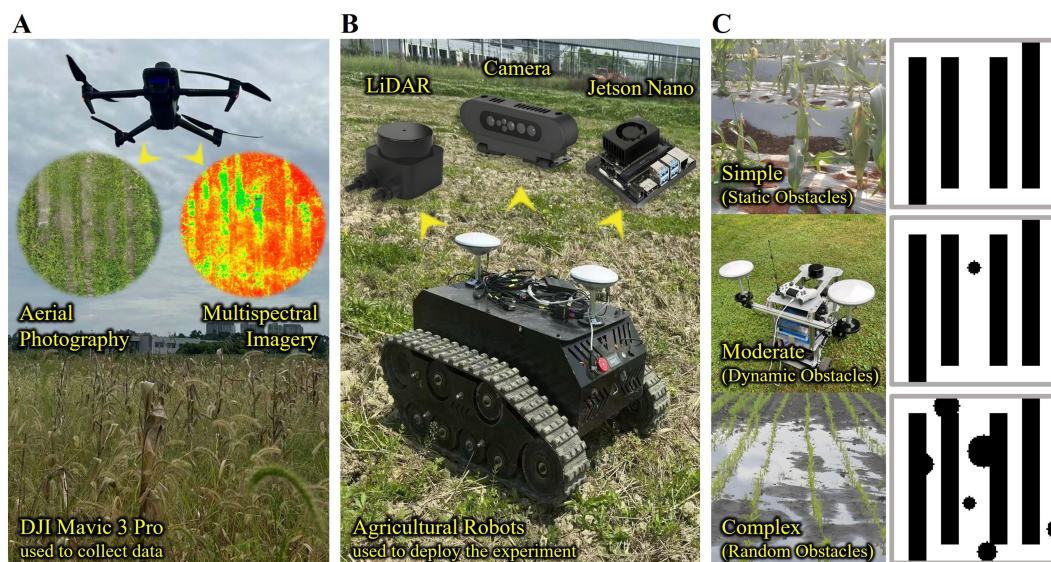 A
Aerial
Photography
Multispectral
Imagery
DJI Mavic 3 Pro
used to collect data
B
LiDAR
Camera
Jetson Nano
Agricultural Robots
used to deploy the experiment
C
Simple
(Static Obstacles)
Moderate
(Dynamic Obstacles)
Complex
(Random Obstacles)